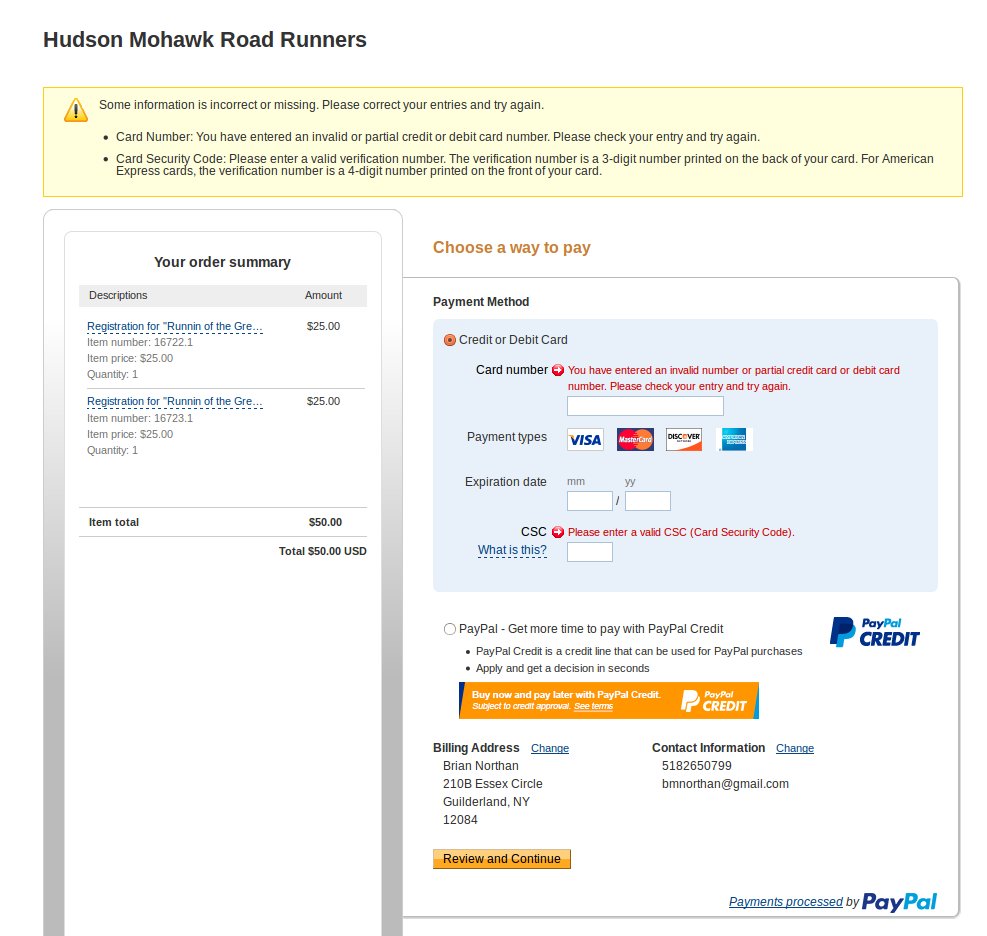 Hudson Mohawk Road Runners
Some information is incorrect or missing. Please correct your entries and try again.
• Card Number: You have entered an invalid or partial credit or debit card number. Please check your entry and try again.
• Card Security Code: Please enter a valid verification number. The verification number is a 3-digit number printed on the back of your card. For American
Express cards, the verification number is a 4-digit number printed on the front of your card.
Your order summary
Descriptions Amount
Registration for "Runnin of the Gre... $25.00
Item number: 16722.1
Item price: $25.00
Quantity: 1
Registration for "Runnin of the Gre... $25.00
Item number: 16723.1
Item price: $25.00
Quantity: 1
Item total $50.00
Total $50.00 USD
Choose a way to pay
Payment Method
Credit or Debit Card
Card number You have entered an invalid number or partial credit card or debit card
number. Please check your entry and try again.
Payment types VISA MasterCard DISCOVER
Expiration date mm yy
/
CSC Please enter a valid CSC (Card Security Code).
What is this?
PayPal - Get more time to pay with PayPal Credit
PayPal CREDIT
• PayPal Credit is a credit line that can be used for PayPal purchases
• Apply and get a decision in seconds
Buy now and pay later with PayPal Credit.
Subject to credit approval. See terms
PayPal CREDIT
Billing Address Change
Brian Northan
210B Essex Circle
Guilderland, NY
12084
Contact Information Change
5182650799
bmnorthan@gmail.com
Review and Continue
Payments processed by PayPal